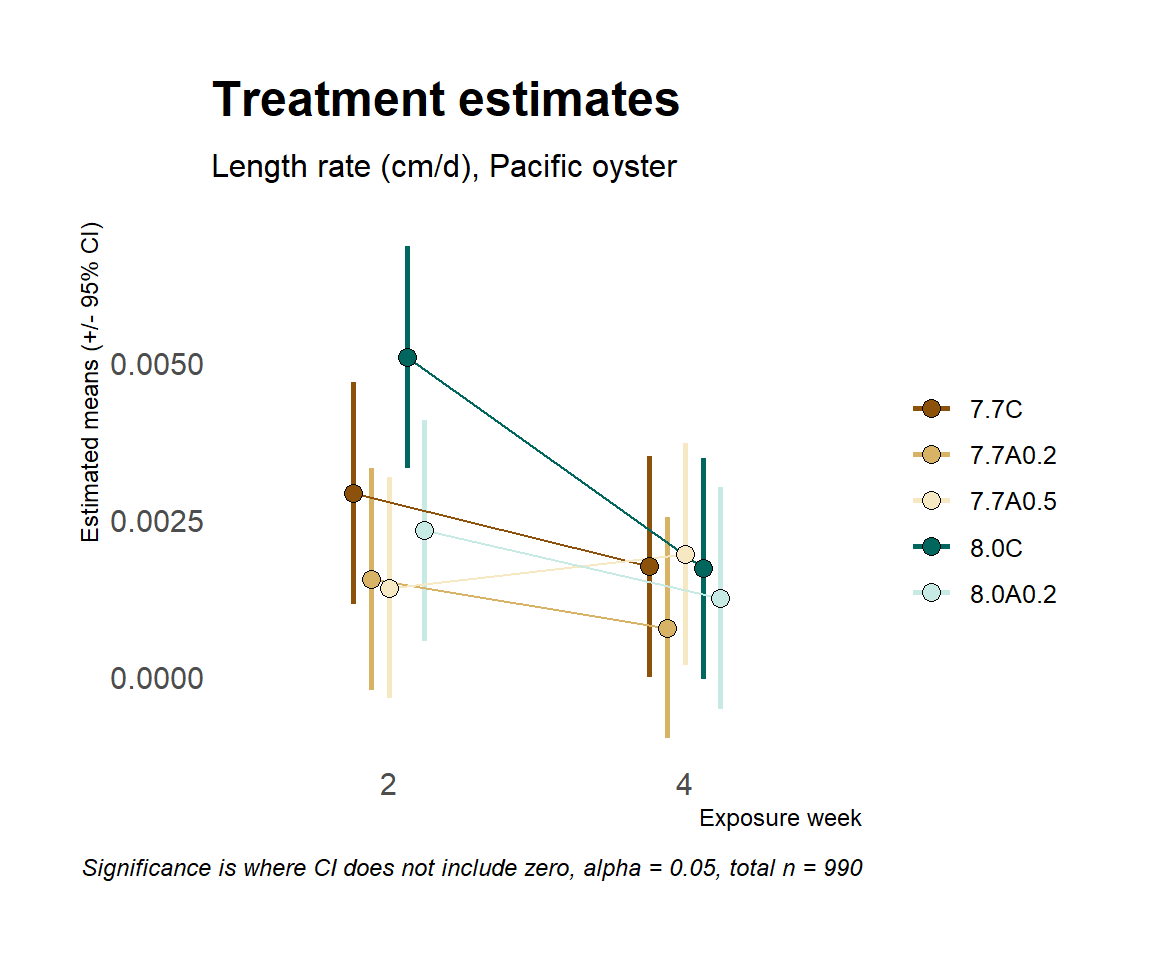 Treatment estimates
Length rate (cm/d), Pacific oyster
Estimated means (+/- 95% CI)
0.0050
0.0025
0.0000
2
4
Exposure week
7.7C
7.7A0.2
7.7A0.5
8.0C
8.0A0.2
Significance is where CI does not include zero, alpha = 0.05, total n = 990